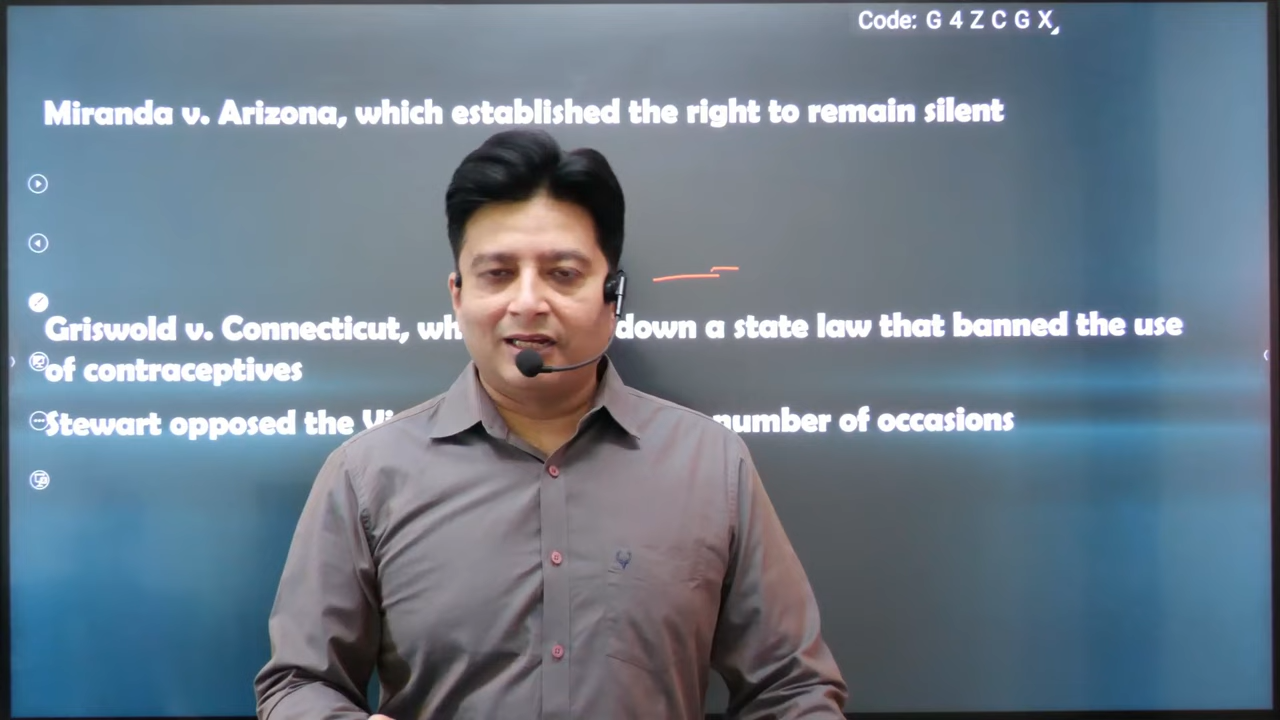 Code: G 4 Z C G X
Miranda v. Arizona, which established the right to remain silent
Griswold v. Connecticut, down a state law that banned the use
of contraceptives
Stewart opposed the number of occasions